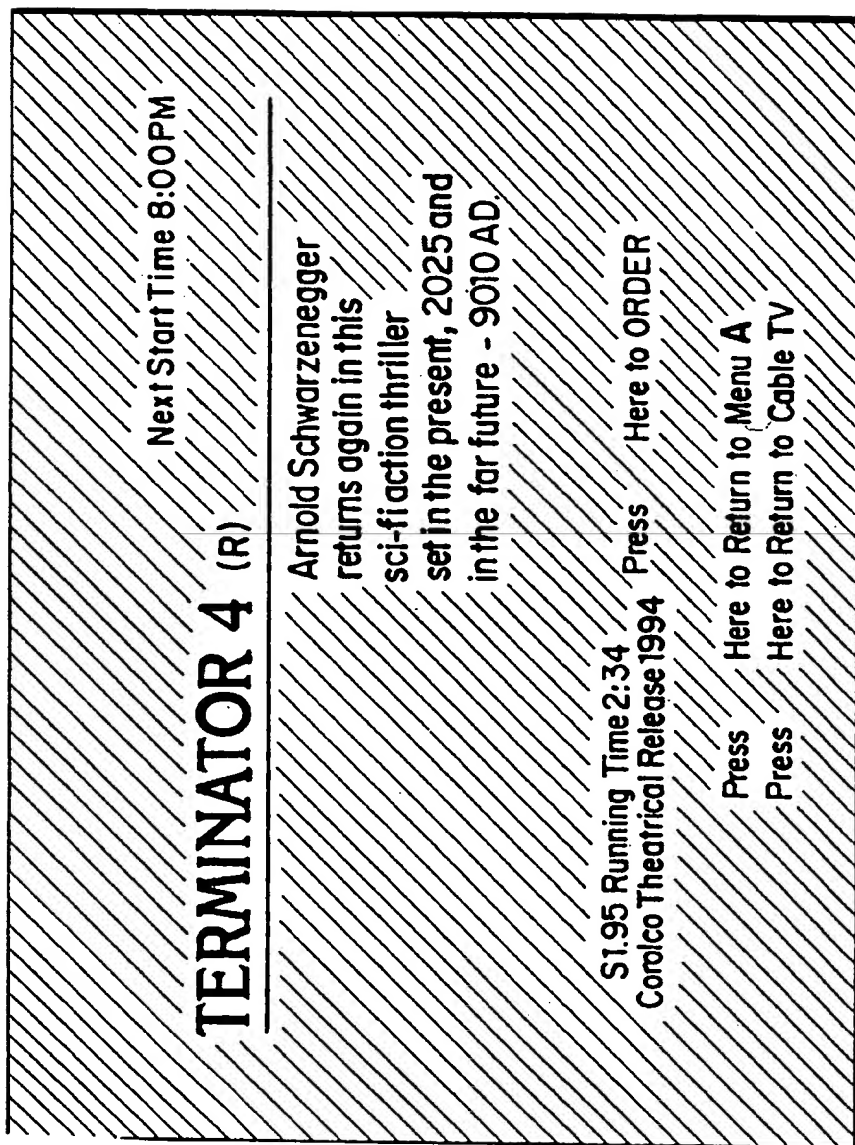 Next Start Time 8:00PM
TERMINATOR 4 (R)
Arnold Schwarzenegger
returns again in this
sci-fi action thriller
set in the present, 2025 and
in the far future - 9010 AD.
S1.95 Running Time 2:34
Corolco Theatrical Release 1994
Press Here to ORDER
Press Here to Return to Menu A
Press Here to Return to Cable TV